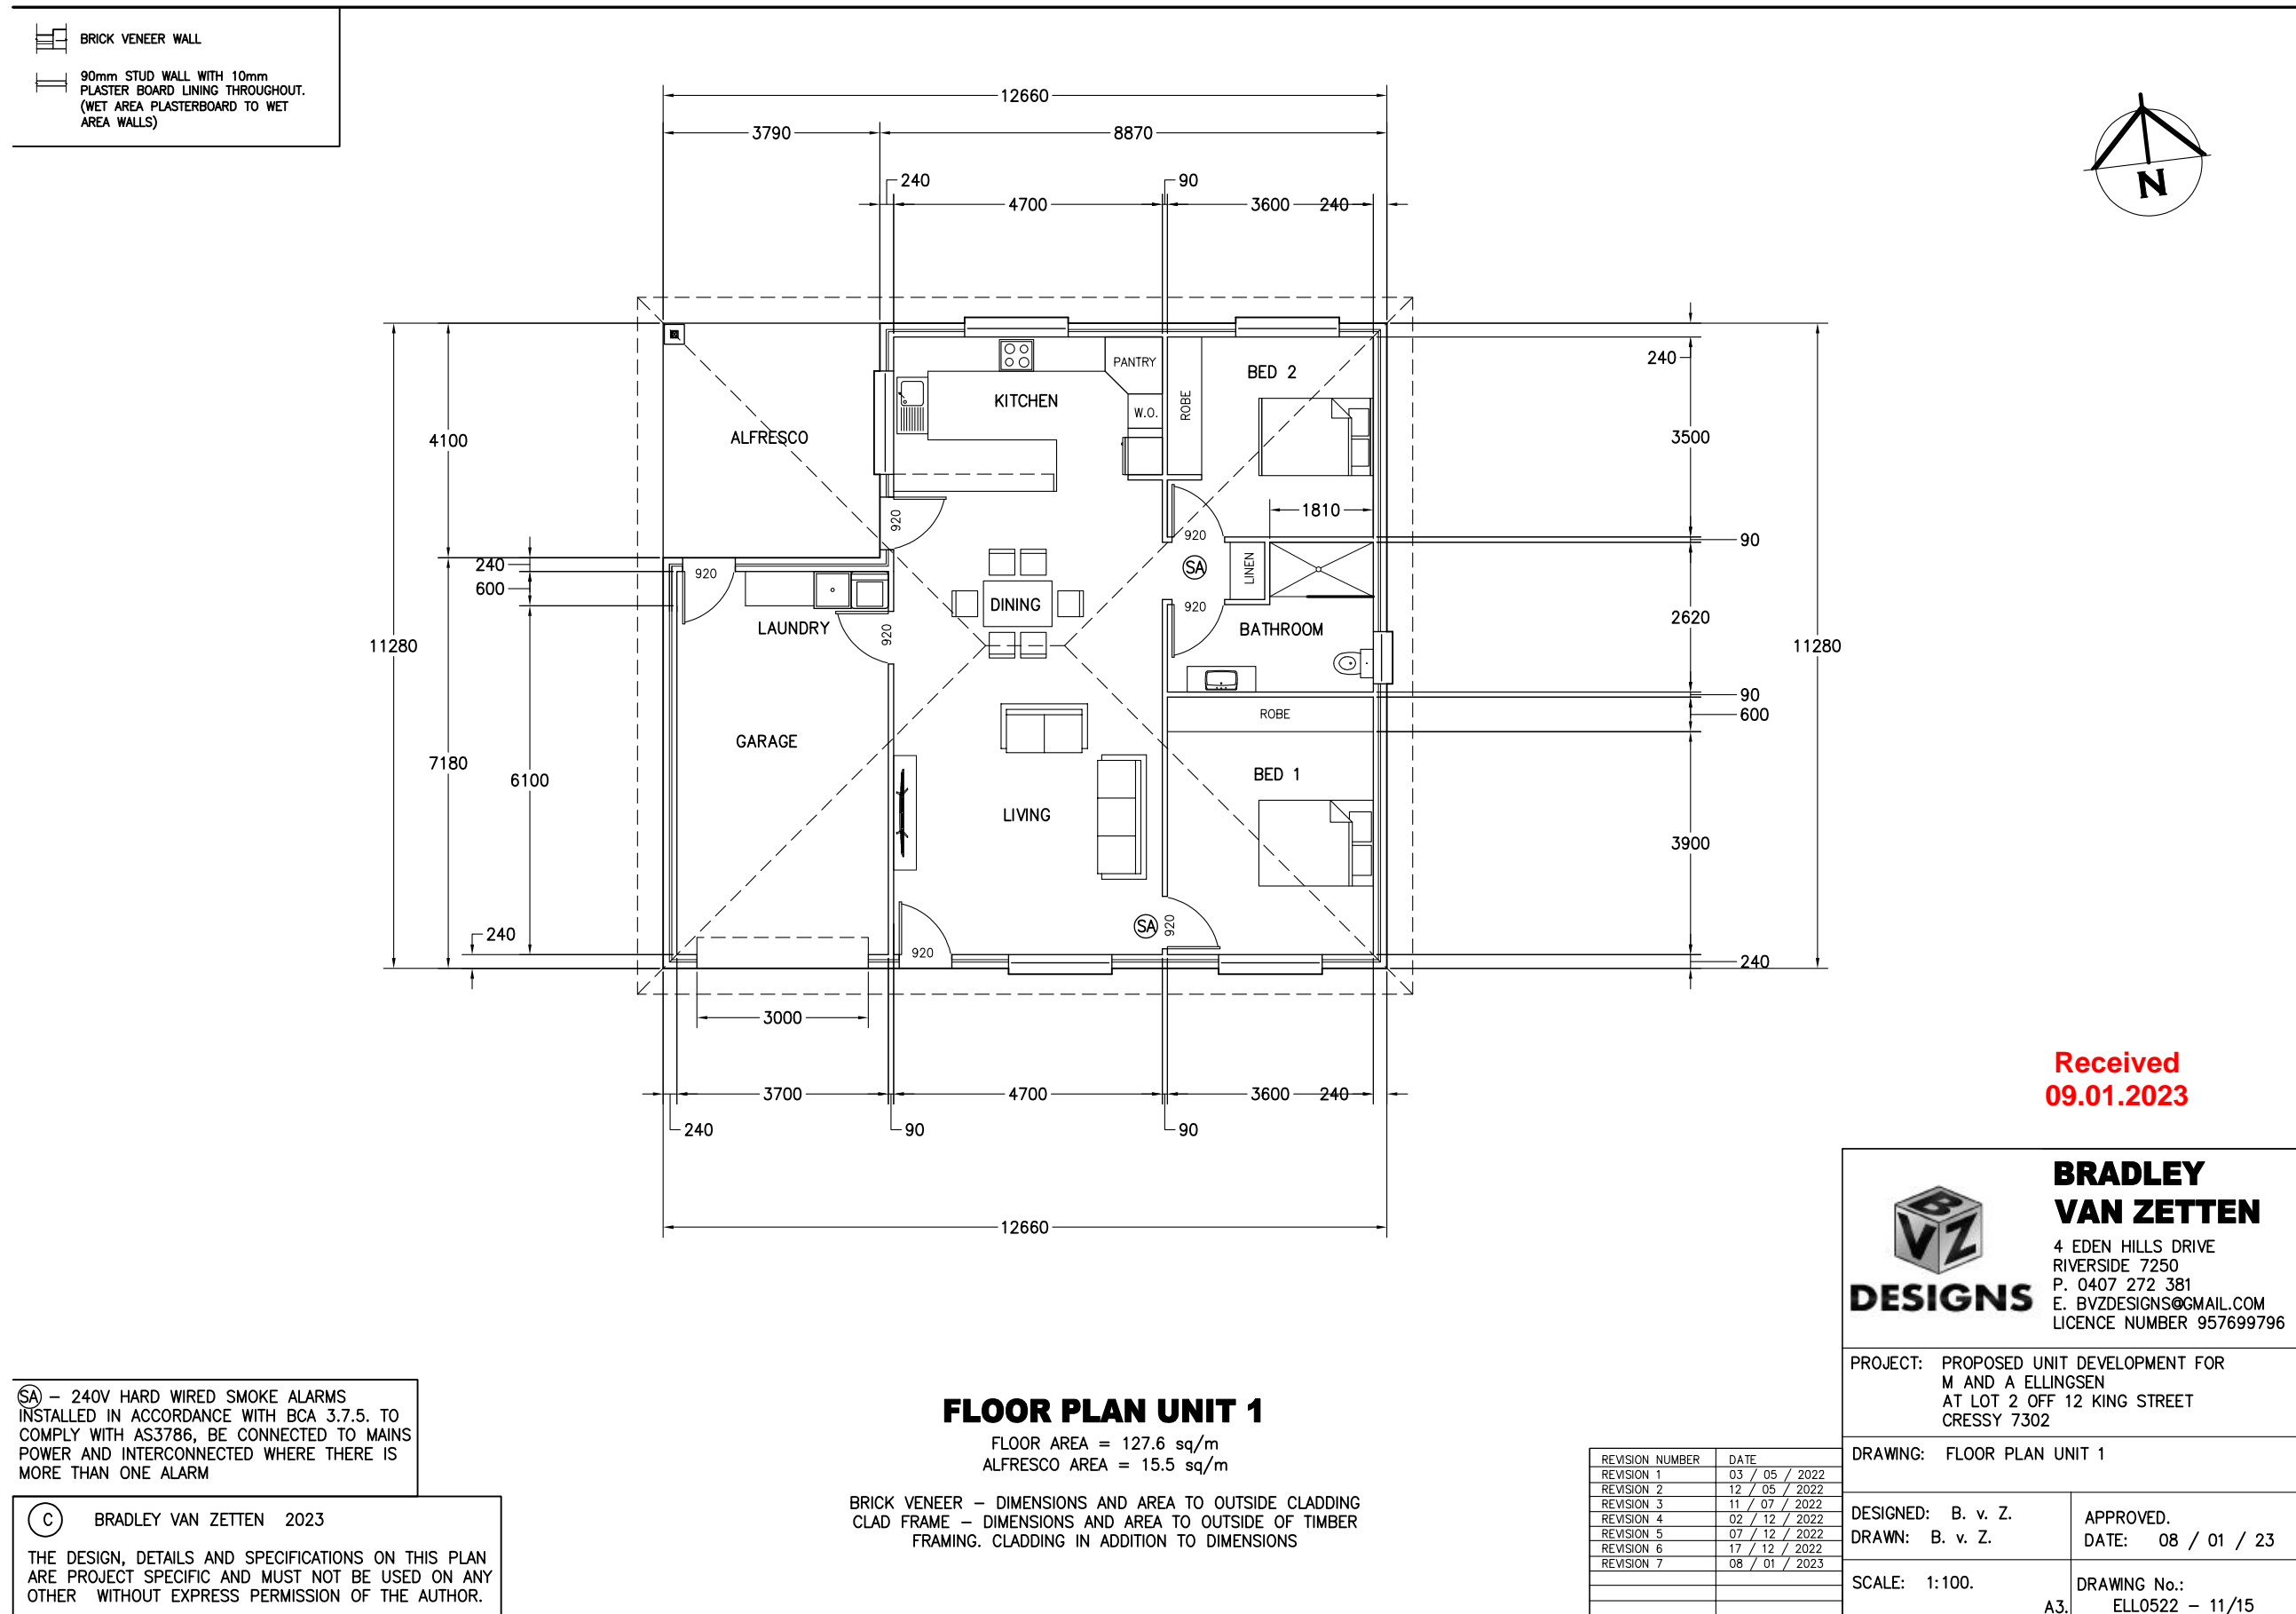 BRICK VENEER WALL
90mm STUD WALL WITH 10mm
PLASTER BOARD LINING THROUGHOUT.
(WET AREA PLASTERBOARD TO WET
AREA WALLS)
12660
3790
8870
240
90
4700
3600
240
N
240
PANTRY
BED 2
KITCHEN
ROBE
W.O.
ALFRESCO
4100
3500
1810
920
920
90
240
600
920
SA
LINEN
DINING
920
2620
LAUNDRY
920
BATHROOM
11280
11280
90
ROBE
600
GARAGE
7180
6100
BED 1
LIVING
3900
240
SA
920
920
240
3000
3700
4700
3600
240
240
90
90
12660
Received
09.01.2023
BVZ
DESIGNS
BRADLEY
VAN ZETTEN
4 EDEN HILLS DRIVE
RIVERSIDE 7250
P. 0407 272 381
E. BVZDESIGNS@GMAIL.COM
LICENCE NUMBER 957699796
PROJECT: PROPOSED UNIT DEVELOPMENT FOR
M AND A ELLINGSEN
AT LOT 2 OFF 12 KING STREET
CRESSY 7302
DRAWING: FLOOR PLAN UNIT 1
DESIGNED: B. v. Z.
DRAWN: B. v. Z.
APPROVED.
DATE: 08 / 01 / 23
SCALE: 1:100.
A3.
DRAWING No.:
ELL0522 – 11/15
REVISION NUMBER DATE
REVISION 1 03 / 05 / 2022
REVISION 2 12 / 05 / 2022
REVISION 3 11 / 07 / 2022
REVISION 4 02 / 12 / 2022
REVISION 5 07 / 12 / 2022
REVISION 6 17 / 12 / 2022
REVISION 7 08 / 01 / 2023
FLOOR PLAN UNIT 1
FLOOR AREA = 127.6 sq/m
ALFRESCO AREA = 15.5 sq/m
BRICK VENEER – DIMENSIONS AND AREA TO OUTSIDE CLADDING
CLAD FRAME – DIMENSIONS AND AREA TO OUTSIDE OF TIMBER
FRAMING. CLADDING IN ADDITION TO DIMENSIONS
SA – 240V HARD WIRED SMOKE ALARMS
INSTALLED IN ACCORDANCE WITH BCA 3.7.5. TO
COMPLY WITH AS3786, BE CONNECTED TO MAINS
POWER AND INTERCONNECTED WHERE THERE IS
MORE THAN ONE ALARM
C BRADLEY VAN ZETTEN 2023
THE DESIGN, DETAILS AND SPECIFICATIONS ON THIS PLAN
ARE PROJECT SPECIFIC AND MUST NOT BE USED ON ANY
OTHER WITHOUT EXPRESS PERMISSION OF THE AUTHOR.